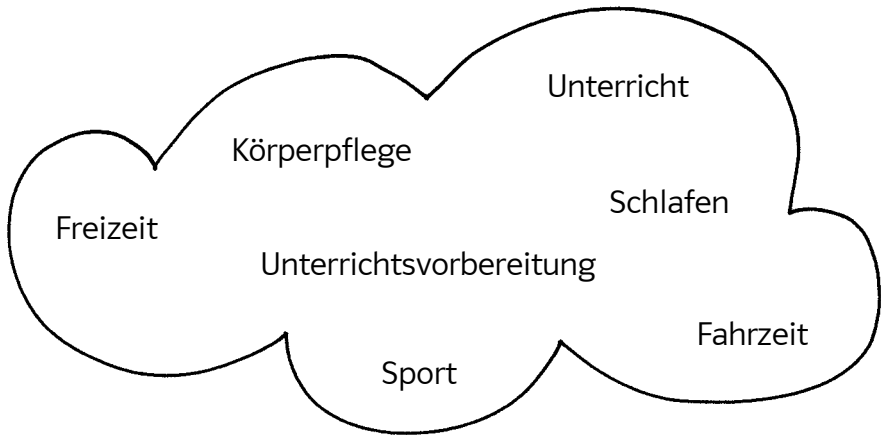 Unterricht
Körperpflege
Schlafen
Freizeit
Unterrichtsvorbereitung
Fahrzeit
Sport